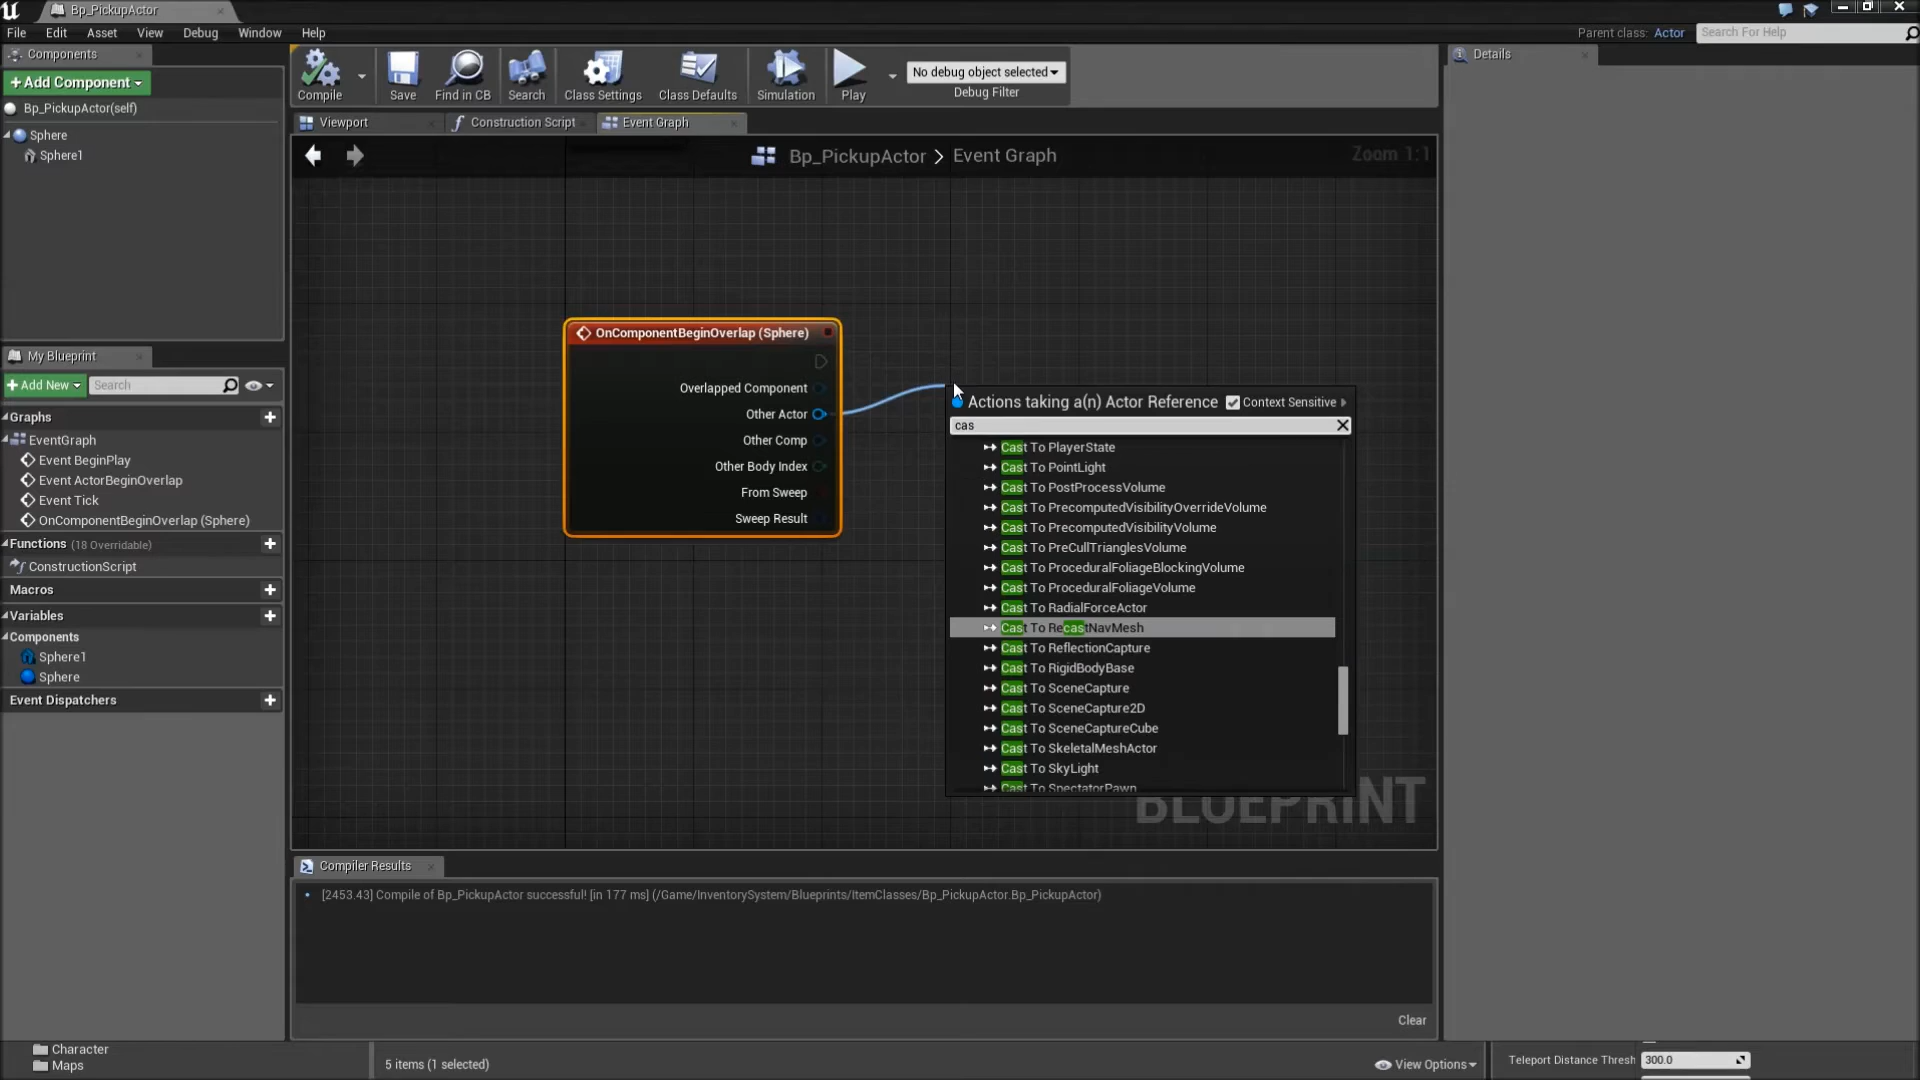 Bp_PickupActor
File Edit Asset View Debug Window Help
Parent class: Actor
Search For Help
Components
+Add Component
Bp_PickupActor(self)
Sphere
Sphere1
Compile
Save
Find in CB
Search
Class Settings
Class Defaults
Simulation
Play
No debug object selected
Debug Filter
Details
Viewport
Construction Script
Event Graph
Bp_PickupActor > Event Graph
Zoom 1:1
OnComponentBeginOverlap (Sphere)
Overlapped Component
Other Actor
Other Comp
Other Body Index
From Sweep
Sweep Result
Actions taking a(n) Actor Reference
Context Sensitive
cas
Cast To PlayerState
Cast To PointLight
Cast To PostProcessVolume
Cast To PrecomputedVisibilityOverrideVolume
Cast To PrecomputedVisibilityVolume
Cast To PreCullTrianglesVolume
Cast To ProceduralFoliageBlockingVolume
Cast To ProceduralFoliageVolume
Cast To RadialForceActor
Cast To RecastNavMesh
Cast To ReflectionCapture
Cast To RigidBodyBase
Cast To SceneCapture
Cast To SceneCapture2D
Cast To SceneCaptureCube
Cast To SkeletalMeshActor
Cast To SkyLight
Cast To SpectatorPawn
BLUEPRINT
My Blueprint
+Add New
Search
Graphs
EventGraph
Event BeginPlay
Event ActorBeginOverlap
Event Tick
OnComponentBeginOverlap (Sphere)
Functions (18 Overridable)
ConstructionScript
Macros
Variables
Components
Sphere1
Sphere
Event Dispatchers
Compiler Results
[2453.43] Compile of Bp_PickupActor successful! [in 177 ms] (/Game/InventorySystem/Blueprints/ItemClasses/Bp_PickupActor.Bp_PickupActor)
Clear
Character
Maps
5 items (1 selected)
View Options
Teleport Distance Thresh
300.0